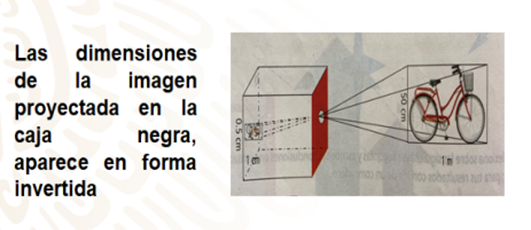 Las dimensiones
de la imagen
proyectada en la
caja negra,
aparece en forma
invertida
50 cm
0.5 cm
1 m